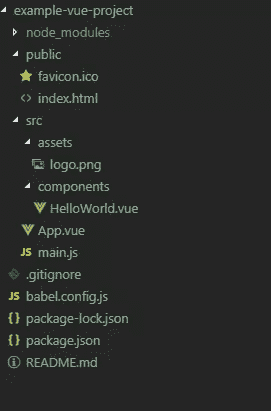 example-vue-project
node_modules
public
favicon.ico
index.html
src
assets
logo.png
components
HelloWorld.vue
App.vue
main.js
.gitignore
JS babel.config.js
{} package-lock.json
{} package.json
README.md